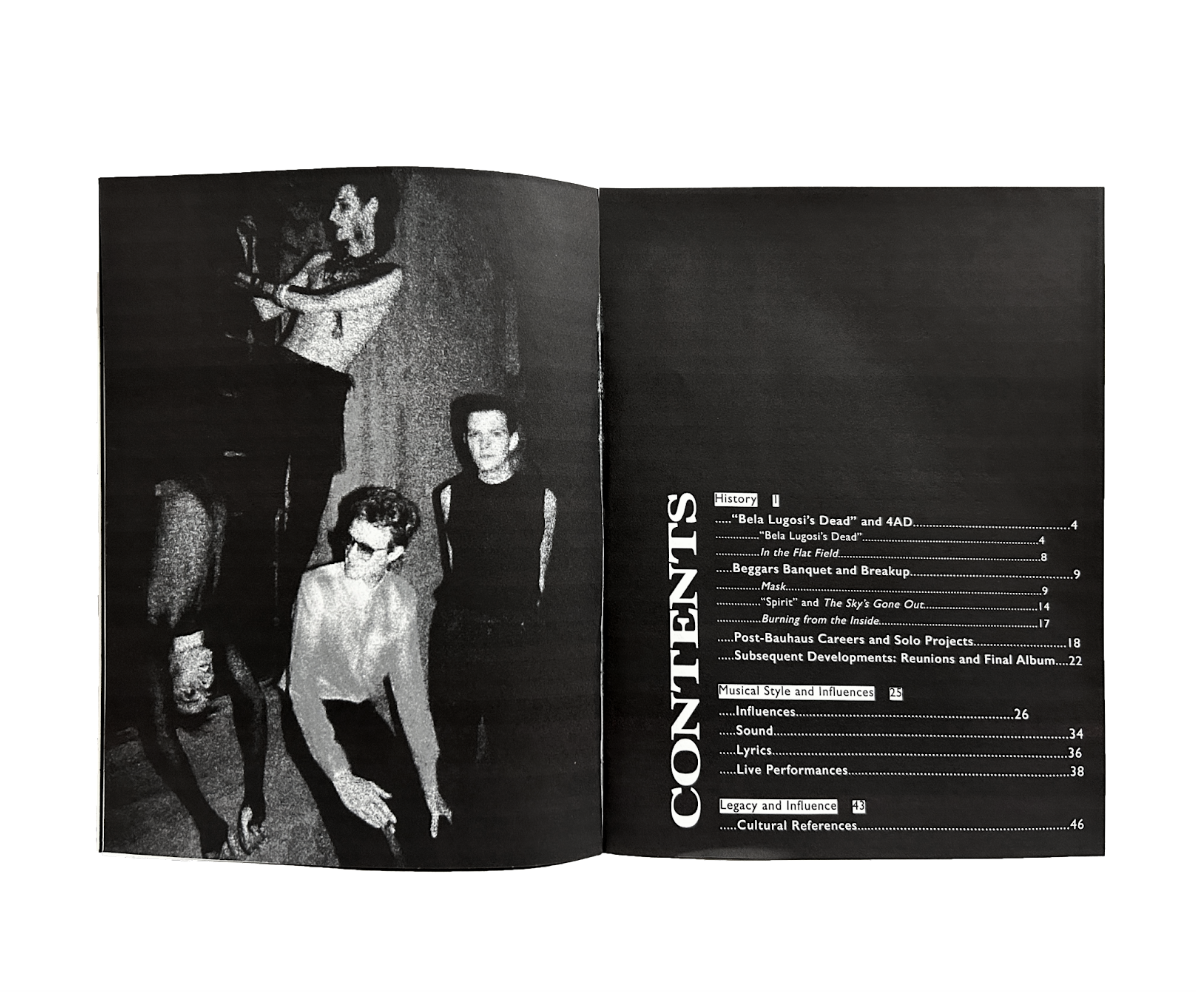 CONTENTS
History 1
....."Bela Lugosi's Dead" and 4AD..........................................4
..............."Bela Lugosi's Dead"..........................................4
...............In the Flat Field..........................................8
.....Beggars Banquet and Breakup..........................................9
...............Mask..........................................9
..............."Spirit" and The Sky's Gone Out..........................................14
...............Burning from the Inside..........................................17
.....Post-Bauhaus Careers and Solo Projects.........................18
.....Subsequent Developments: Reunions and Final Album....22
Musical Style and Influences 25
.....Influences..........................................26
.....Sound..........................................34
.....Lyrics..........................................36
.....Live Performances..........................................38
Legacy and Influence 43
.....Cultural References..........................................46